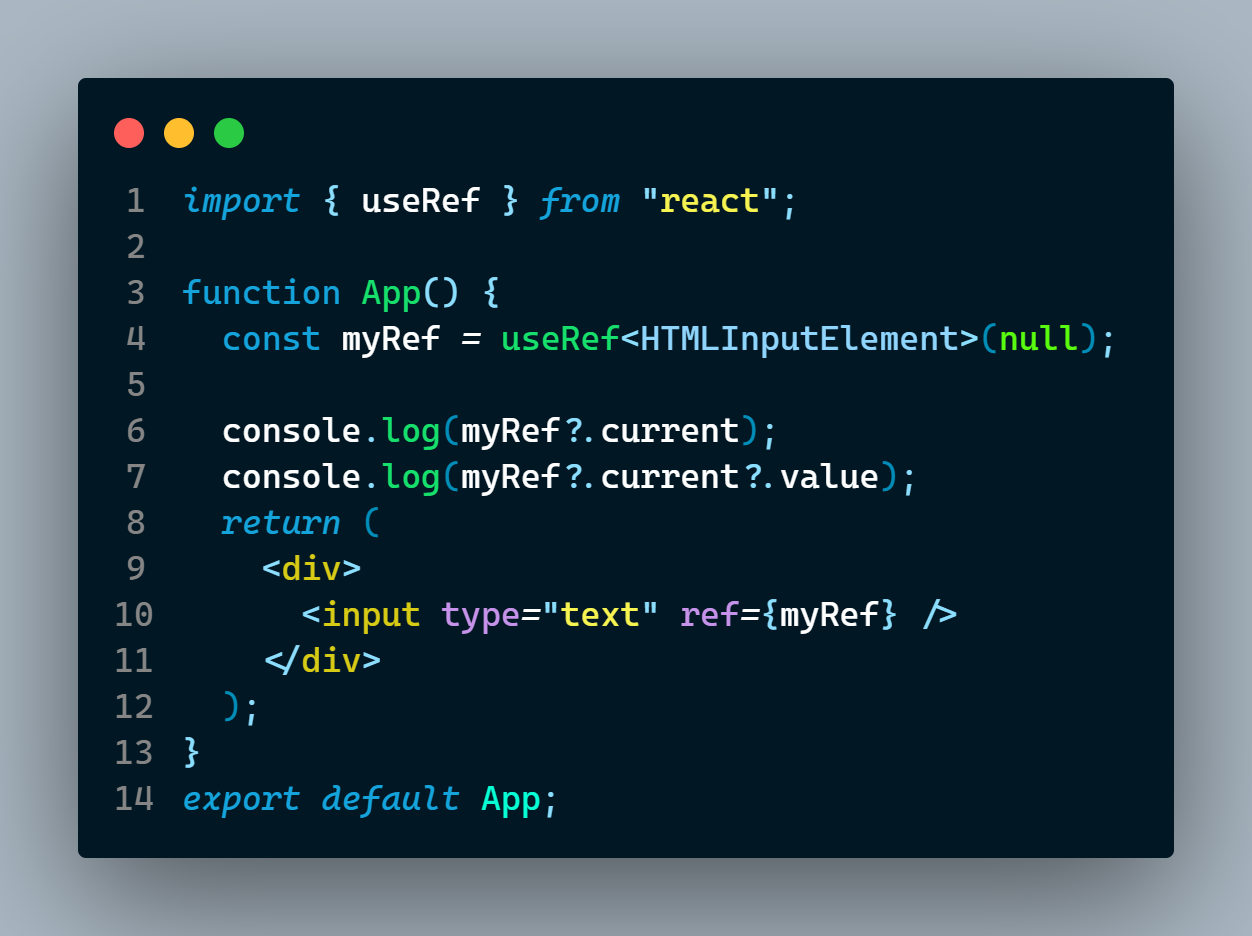 1 import { useRef } from "react";
2
3 function App() {
4   const myRef = useRef<HTMLInputElement>(null);
5
6   console.log(myRef?.current);
7   console.log(myRef?.current?.value);
8   return (
9     <div>
10       <input type="text" ref={myRef} />
11     </div>
12   );
13 }
14 export default App;